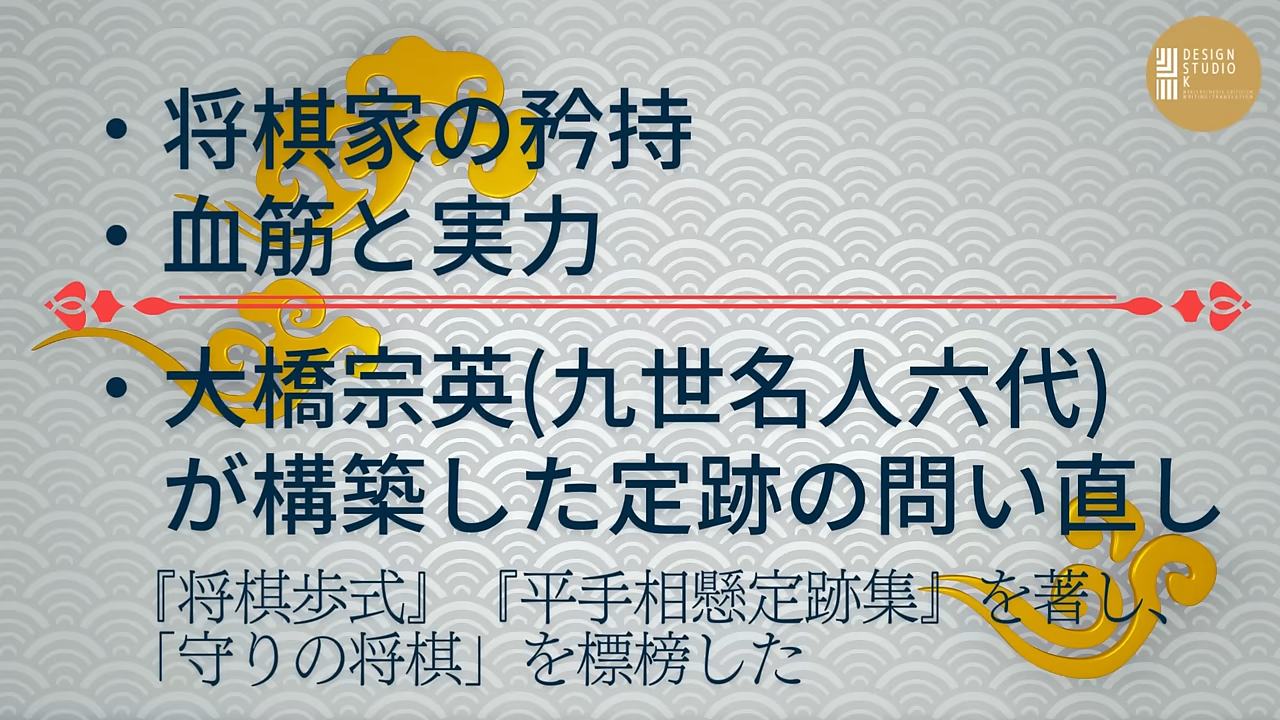 ・将棋家の矜持
・血筋と実力
・大橋宗英(九世名人六代)
が構築した定跡の問い直し
『将棋歩式』『平手相懸定跡集』を著し、
「守りの将棋」を標榜した
DESIGN
STUDIO
K